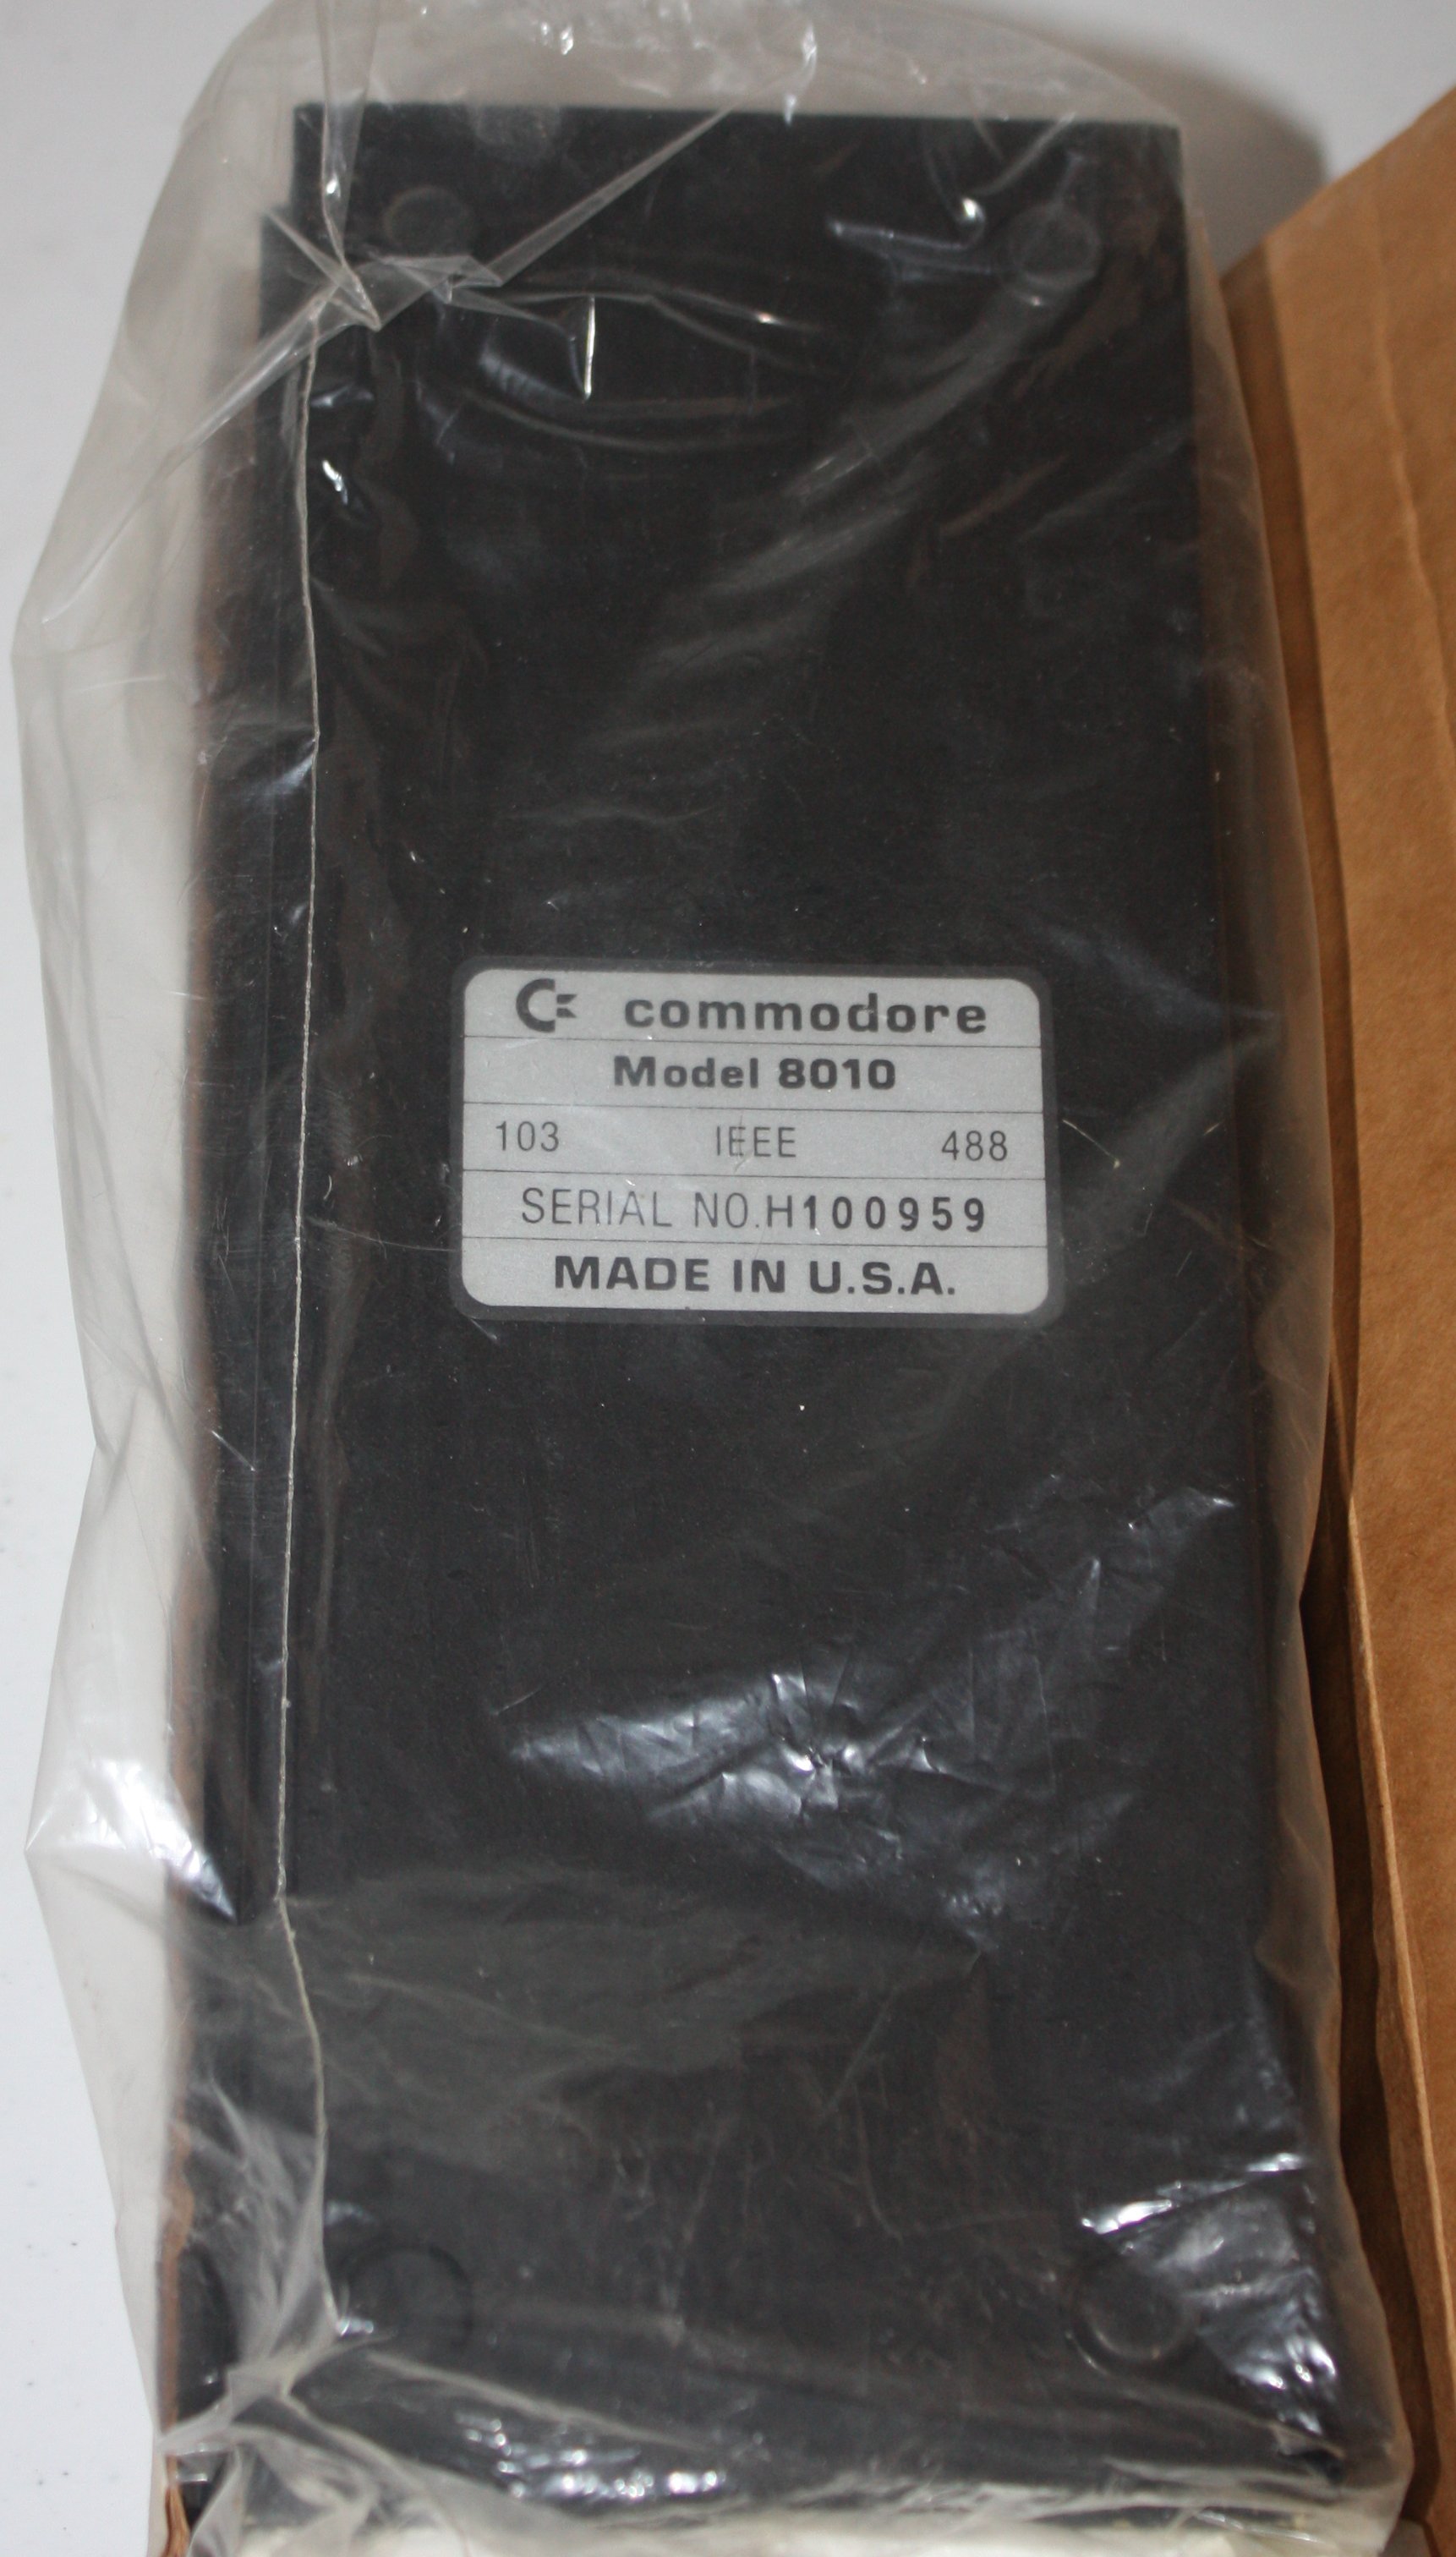 commodore
Model 8010
103 IEEE 488
SERIAL NO.H100959
MADE IN U.S.A.